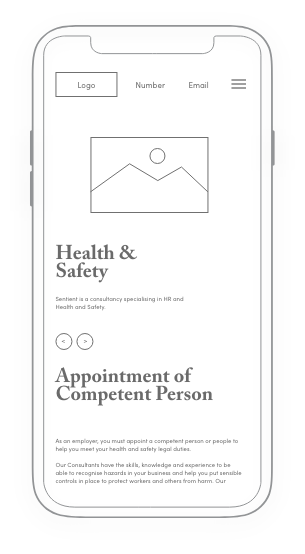 Logo Number Email
Health &
Safety
Sentient is a consultancy specialising in HR and
Health and Safety.
< >
Appointment of
Competent Person
As an employer, you must appoint a competent person or people to
help you meet your health and safety legal duties.
Our Consultants have the skills, knowledge and experience to be
able to recognise hazards in your business and help you put sensible
controls in place to protect workers and others from harm. Our